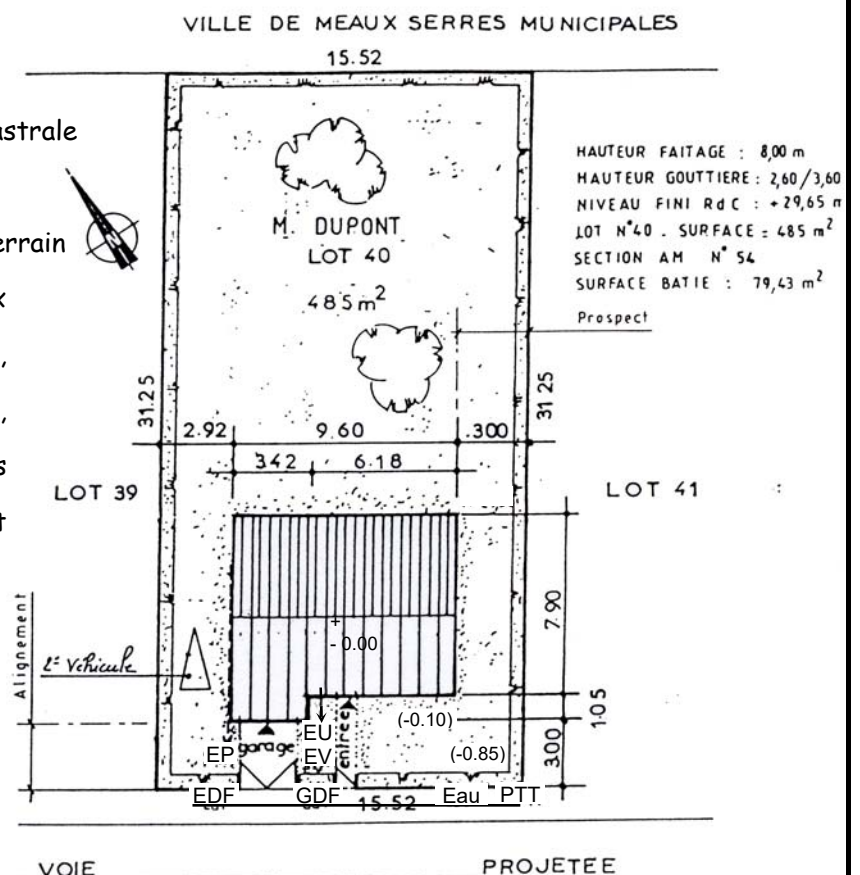 VILLE DE MEAUX SERRES MUNICIPALES
15.52
astrale
HAUTEUR FAITAGE : 8,00 m
HAUTEUR GOUTTIERE : 2,60/3,60
NIVEAU FINI RdC : +29,65 m
LOT N°40 . SURFACE = 485 m²
SECTION AM N° 54
SURFACE BATIE : 79,43 m²
Prospect
M. DUPONT
LOT 40
485 m²
errain
x
,
,
s
t
31.25
31 25
2.92
9.60
.300
342
6.18
LOT 39
LOT 41
:
7.90
1.05
3.00
+
- 0.00
Alignement
2e Véhicule
(-0.10)
(-0.85)
EU
EV
EP
garage
entrée
EDF
GDF
15.52
Eau
PTT
VOIE
PROJETEE